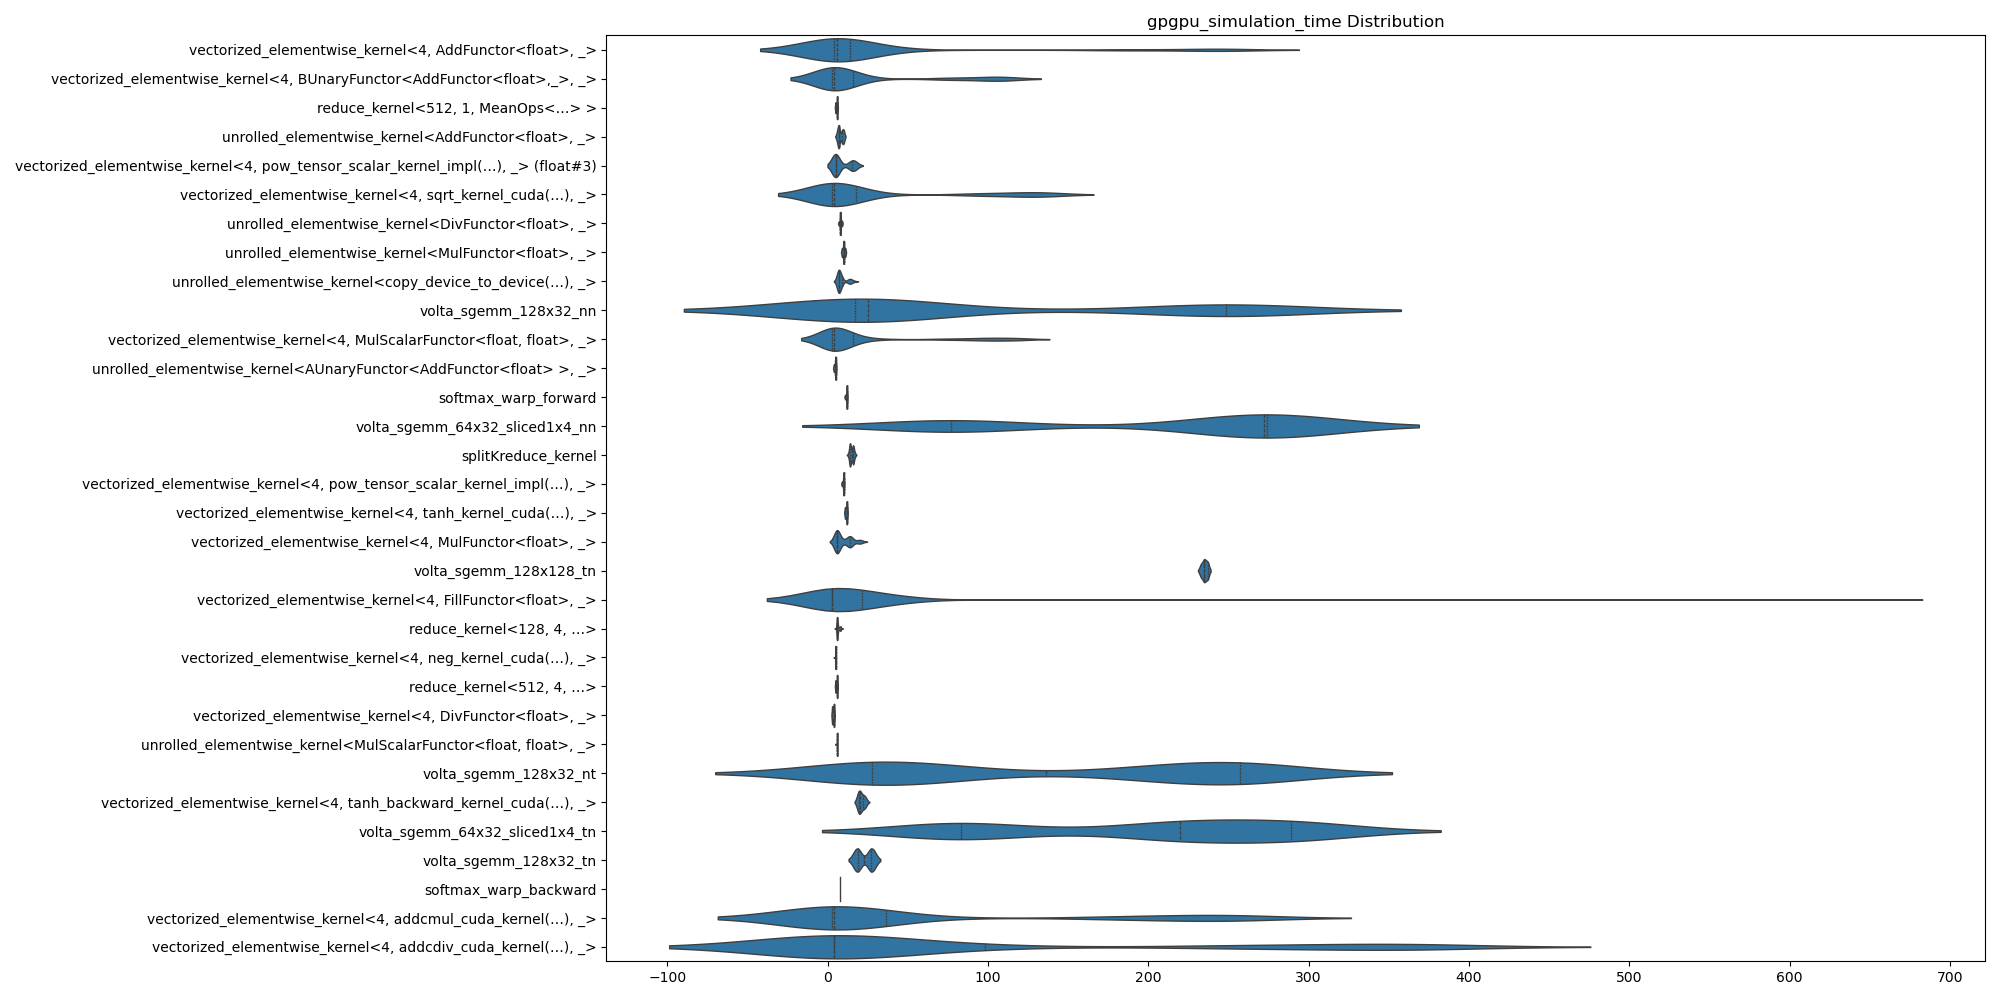 gpgpu_simulation_time Distribution
vectorized_elementwise_kernel<4, AddFunctor<float>, _>
vectorized_elementwise_kernel<4, BUnaryFunctor<AddFunctor<float>,_>, _>
reduce_kernel<512, 1, MeanOps<...> >
unrolled_elementwise_kernel<AddFunctor<float>, _>
vectorized_elementwise_kernel<4, pow_tensor_scalar_kernel_impl(...), _> (float#3)
vectorized_elementwise_kernel<4, sqrt_kernel_cuda(...), _>
unrolled_elementwise_kernel<DivFunctor<float>, _>
unrolled_elementwise_kernel<MulFunctor<float>, _>
unrolled_elementwise_kernel<copy_device_to_device(...), _>
volta_sgemm_128x32_nn
vectorized_elementwise_kernel<4, MulScalarFunctor<float, float>, _>
unrolled_elementwise_kernel<AUnaryFunctor<AddFunctor<float> >, _>
softmax_warp_forward
volta_sgemm_64x32_sliced1x4_nn
splitKreduce_kernel
vectorized_elementwise_kernel<4, pow_tensor_scalar_kernel_impl(...), _>
vectorized_elementwise_kernel<4, tanh_kernel_cuda(...), _>
vectorized_elementwise_kernel<4, MulFunctor<float>, _>
volta_sgemm_128x128_tn
vectorized_elementwise_kernel<4, FillFunctor<float>, _>
reduce_kernel<128, 4, ...>
vectorized_elementwise_kernel<4, neg_kernel_cuda(...), _>
reduce_kernel<512, 4, ...>
vectorized_elementwise_kernel<4, DivFunctor<float>, _>
unrolled_elementwise_kernel<MulScalarFunctor<float, float>, _>
volta_sgemm_128x32_nt
vectorized_elementwise_kernel<4, tanh_backward_kernel_cuda(...), _>
volta_sgemm_64x32_sliced1x4_tn
volta_sgemm_128x32_tn
softmax_warp_backward
vectorized_elementwise_kernel<4, addcmul_cuda_kernel(...), _>
vectorized_elementwise_kernel<4, addcdiv_cuda_kernel(...), _>
−100 0 100 200 300 400 500 600 700